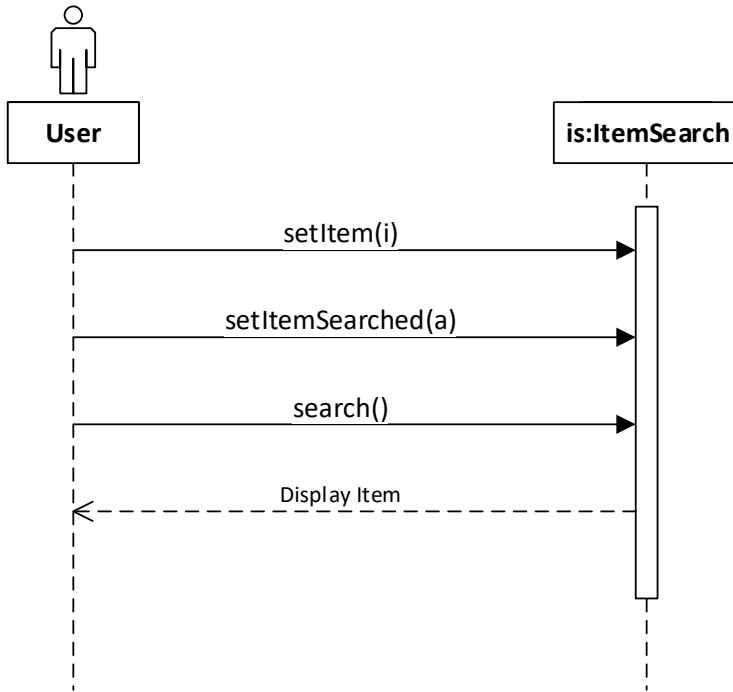 User
is:ItemSearch
setItem(i)
setItemSearched(a)
search()
Display Item